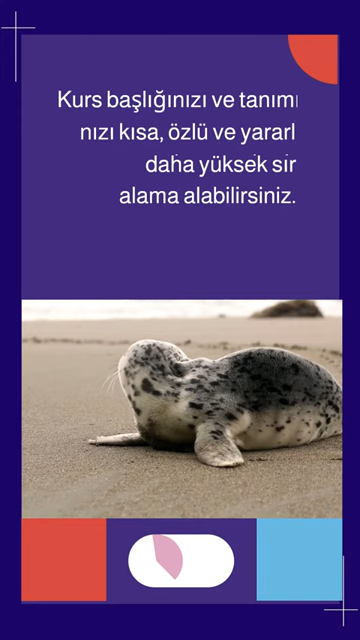 Kurs başlığınızı ve tanımı
nızı kısa, özlü ve yararl
daha yüksek sır
alama alabilirsiniz.